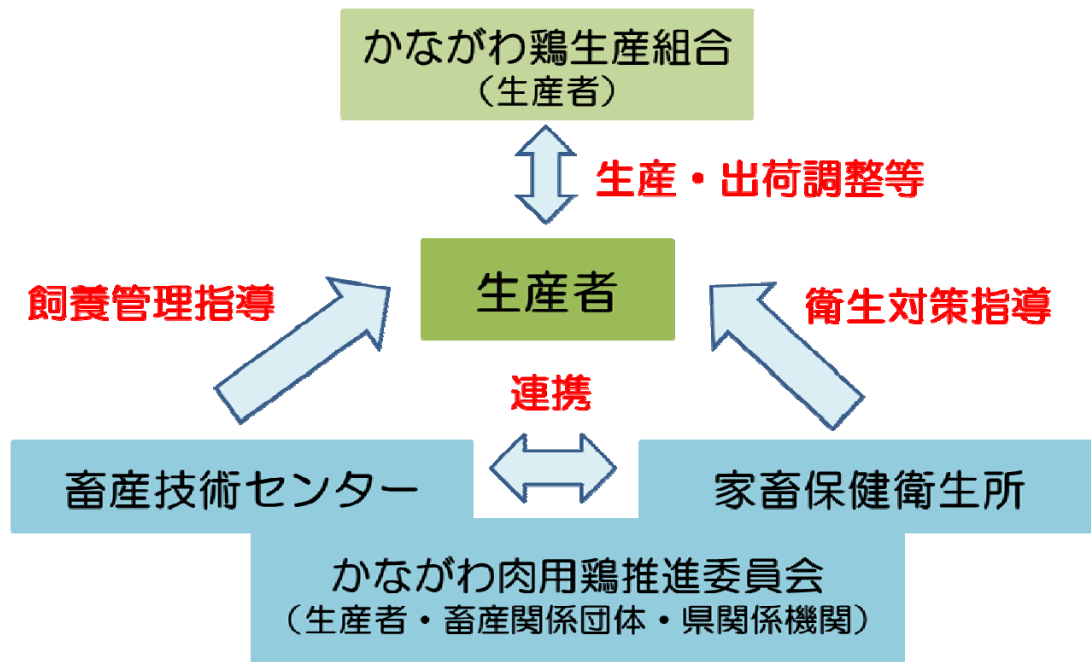 かながわ鶏生産組合
（生産者）
生産・出荷調整等
生産者
飼養管理指導
衛生対策指導
連携
畜産技術センター
家畜保健衛生所
かながわ肉用鶏推進委員会
（生産者・畜産関係団体・県関係機関）